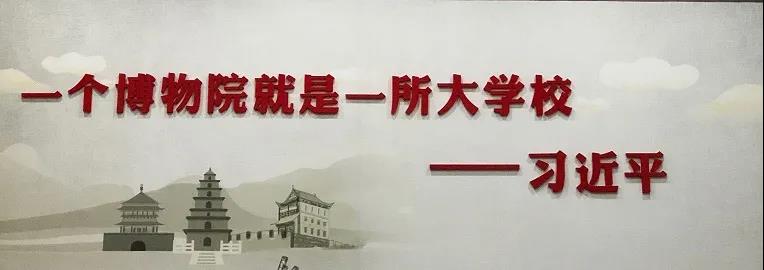 一个博物院就是一所大学校
——习近平